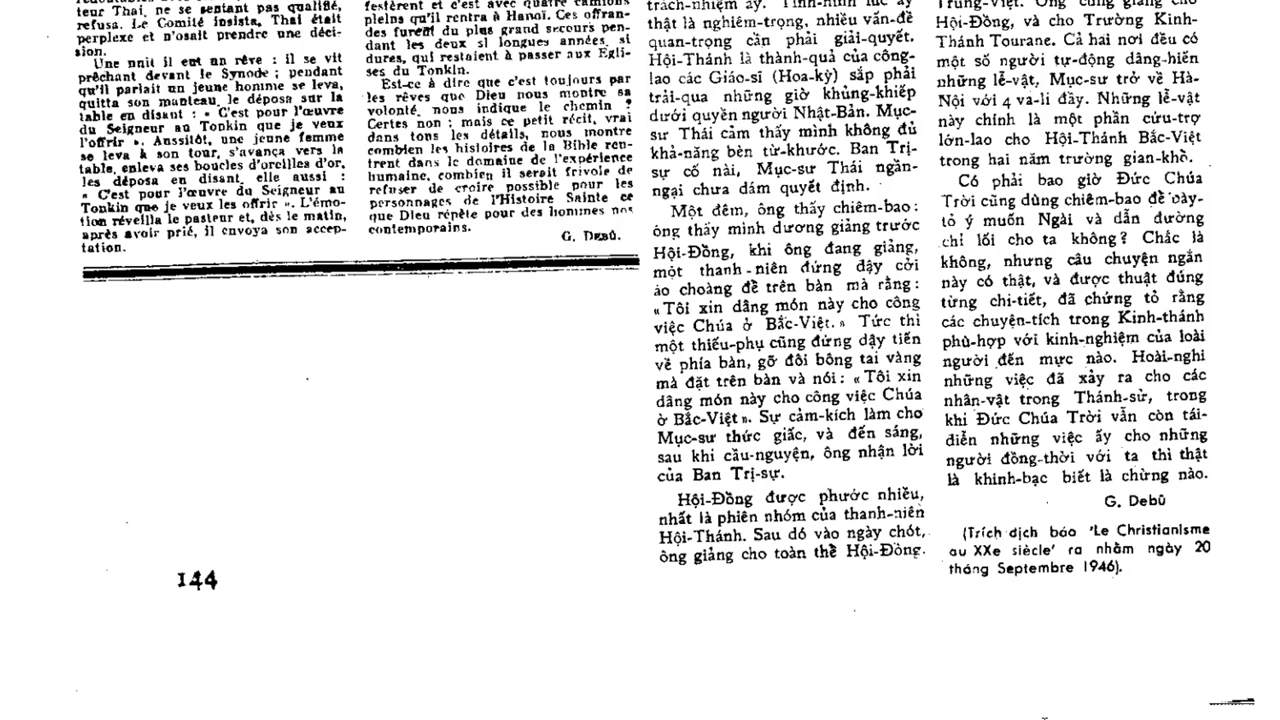 teur Thai, ne se sentant pas qualifié,
refusa. Le Comité insista, Thai était
perplexe et n'osait prendre une déci-
sion.
Une nuit il eut un rêve : il se vit
prêchant devant le Synode ; pendant
qu'il parlait un jeune homme se leva,
quitta son manteau, le déposa sur la
table en disant : « C'est pour l'œuvre
du Seigneur au Tonkin que je veux
l'offrir ». Aussitôt, une jeune femme
se leva à son tour, s'avança vers la
table, enleva ses boucles d'oreilles d'or,
les déposa en disant, elle aussi :
« C'est pour l'œuvre du Seigneur au
Tonkin que je veux les offrir ». L'émo-
tion réveilla le pasteur et, dès le matin,
après avoir prié, il envoya son accep-
tation.
festèrent et c'est avec quatre camions
pleins qu'il rentra à Hanoï. Ces offran-
des furent du plus grand secours pen-
dant les deux si longues années, si
dures, qui restaient à passer aux Egli-
ses du Tonkin.
Est-ce à dire que c'est toujours par
les rêves que Dieu nous montre sa
volonté, nous indique le chemin ?
Certes non ; mais ce petit récit, vrai
dans tous les détails, nous montre
combien les histoires de la Bible ren-
trent dans le domaine de l'expérience
humaine, combien il serait frivole de
refuser de croire possible pour les
personnages de l'Histoire Sainte ce
que Dieu répète pour des hommes nos
contemporains.
G. DEBÛ.
144
trách-nhiệm ấy. Tình-hình lúc ấy
thật là nghiêm-trọng, nhiều vấn-đề
quan-trọng cần phải giải-quyết.
Hội-Thánh là thành-quả của công-
lao các Giáo-sĩ (Hoa-kỳ) sắp phải
trải-qua những giờ khủng-khiếp
dưới quyền người Nhật-Bản. Mục-
sư Thái cảm thấy mình không đủ
khả-năng bèn từ-khước. Ban Trị-
sự cố nài, Mục-sư Thái ngần-
ngại chưa dám quyết định.
Một đêm, ông thấy chiêm-bao:
ông thấy mình đương giảng trước
Hội-Đồng, khi ông đang giảng,
một thanh-niên đứng dậy cởi
áo choàng để trên bàn mà rằng:
« Tôi xin dâng món này cho công
việc Chúa ở Bắc-Việt. » Tức thì
một thiếu-phụ cũng đứng dậy tiến
về phía bàn, gỡ đôi bông tai vàng
mà đặt trên bàn và nói: « Tôi xin
dâng món này cho công việc Chúa
ở Bắc-Việt ». Sự cảm-kích làm cho
Mục-sư thức giấc, và đến sáng,
sau khi cầu-nguyện, ông nhận lời
của Ban Trị-sự.
Hội-Đồng được phước nhiều,
nhất là phiên nhóm của thanh-niên
Hội-Thánh. Sau đó vào ngày chót,
ông giảng cho toàn thể Hội-Đồng.
Trung-Việt. Ông cũng giảng cho
Hội-Đồng, và cho Trường Kinh-
Thánh Tourane. Cả hai nơi đều có
một số người tự-động dâng-hiến
những lễ-vật, Mục-sư trở về Hà-
Nội với 4 va-li đầy. Những lễ-vật
này chính là một phần cứu-trợ
lớn-lao cho Hội-Thánh Bắc-Việt
trong hai năm trường gian-khổ.
Có phải bao giờ Đức Chúa
Trời cũng dùng chiêm-bao để bày-
tỏ ý muốn Ngài và dẫn đường
chỉ lối cho ta không? Chắc là
không, nhưng câu chuyện ngắn
này có thật, và được thuật đúng
từng chi-tiết, đã chứng tỏ rằng
các chuyện-tích trong Kinh-thánh
phù-hợp với kinh-nghiệm của loài
người đến mực nào. Hoài-nghi
những việc đã xảy ra cho các
nhân-vật trong Thánh-sử, trong
khi Đức Chúa Trời vẫn còn tái-
diễn những việc ấy cho những
người đồng-thời với ta thì thật
là khinh-bạc biết là chừng nào.
G. Debû
(Trích dịch báo 'Le Christianisme
au XXe siècle' ra nhằm ngày 20
tháng Septembre 1946).